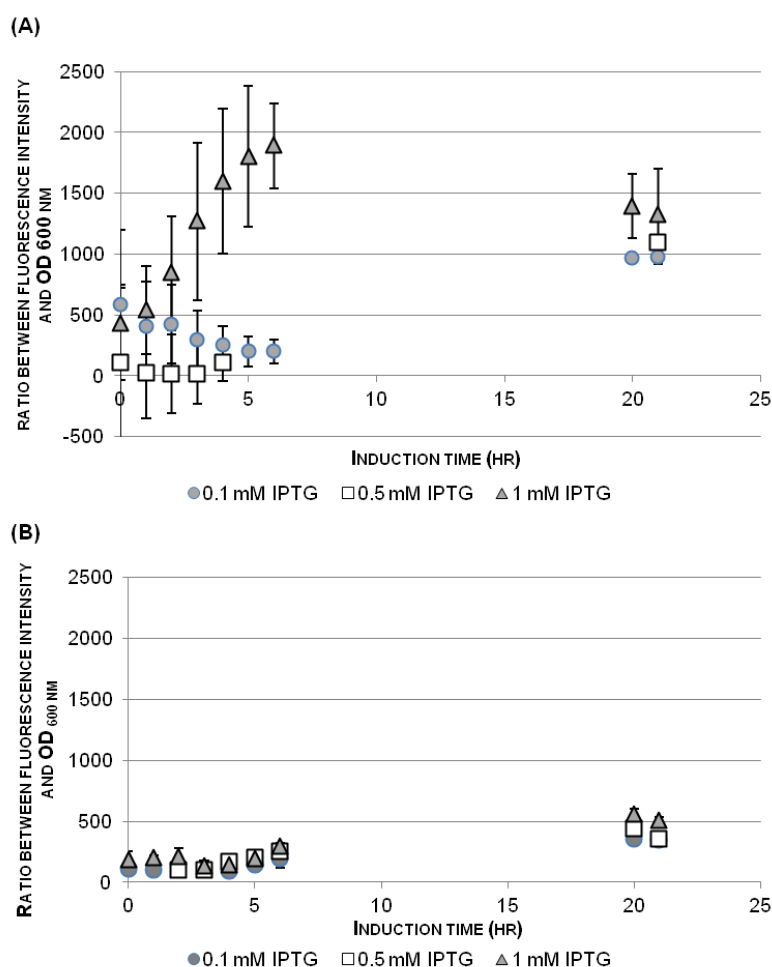 (A)
RATIO BETWEEN FLUORESCENCE INTENSITY
AND OD 600 NM
2500
2000
1500
1000
500
0
-500
0 5 10 15 20 25
INDUCTION TIME (HR)
0.1 mM IPTG 0.5 mM IPTG 1 mM IPTG
(B)
RATIO BETWEEN FLUORESCENCE INTENSITY
AND OD 600 NM
2500
2000
1500
1000
500
0
0 5 10 15 20 25
INDUCTION TIME (HR)
0.1 mM IPTG 0.5 mM IPTG 1 mM IPTG